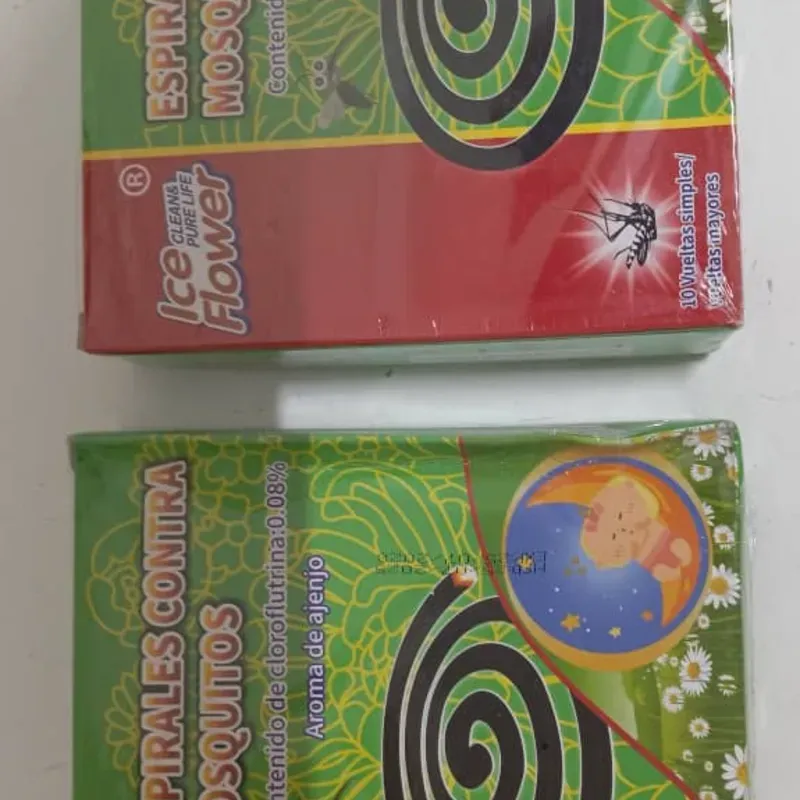 ESPIRA
MOSQ
Contenid
Ice
CLEAN&
PURE LIFE
Flower
®
10 Vueltas simples/
vueltas mayores
PIRALES CONTRA
OSQUITOS
ntenido de cloroflutrina:0.08%
Aroma de ajenjo